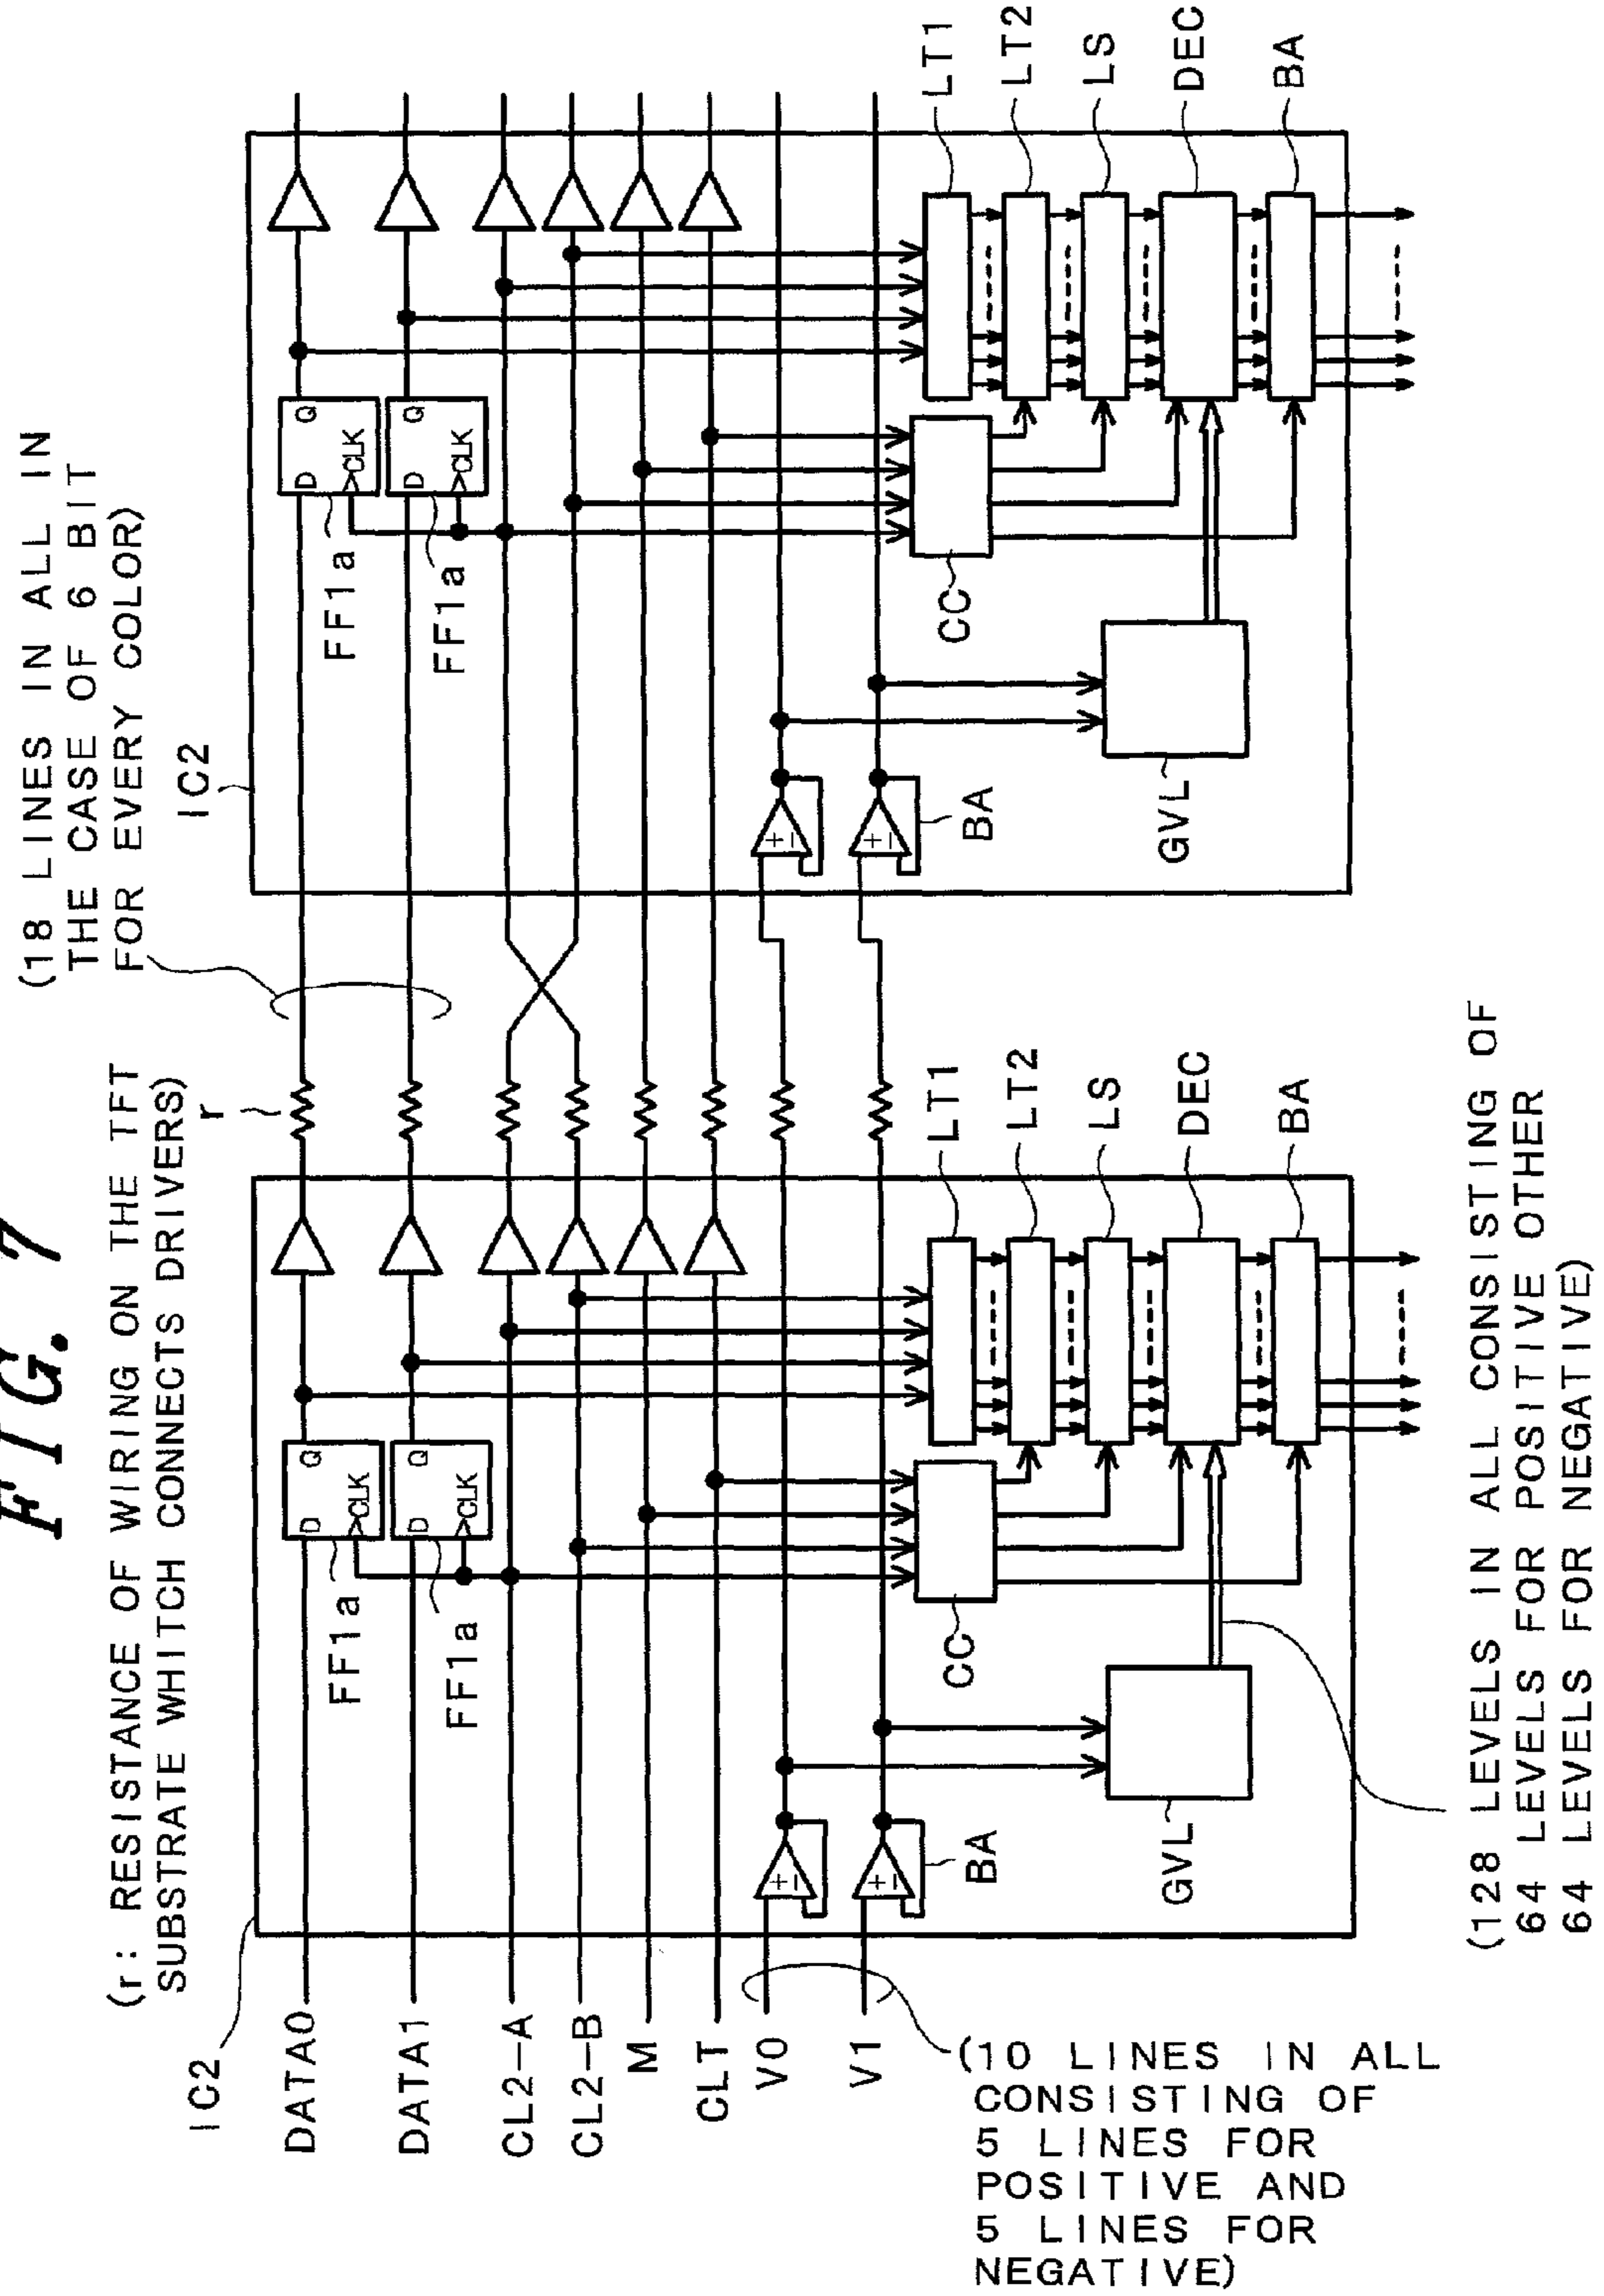 FIG. 7
(r: RESISTANCE OF WIRING ON THE TFT
SUBSTRATE WHITCH CONNECTS DRIVERS)
(18 LINES IN ALL IN
THE CASE OF 6 BIT
FOR EVERY COLOR)
r
IC2
IC2
DATA0
DATA1
CL2-A
CL2-B
M
CLT
V0
V1
D
Q
CLK
FF1a
D
Q
CLK
FF1a
+
-
+
-
BA
GVL
CC
LT1
LT2
LS
DEC
BA
D
Q
CLK
FF1a
D
Q
CLK
FF1a
+
-
+
-
BA
GVL
CC
LT1
LT2
LS
DEC
BA
(10 LINES IN ALL
CONSISTING OF
5 LINES FOR
POSITIVE AND
5 LINES FOR
NEGATIVE)
(128 LEVELS IN ALL CONSISTING OF
64 LEVELS FOR POSITIVE OTHER
64 LEVELS FOR NEGATIVE)